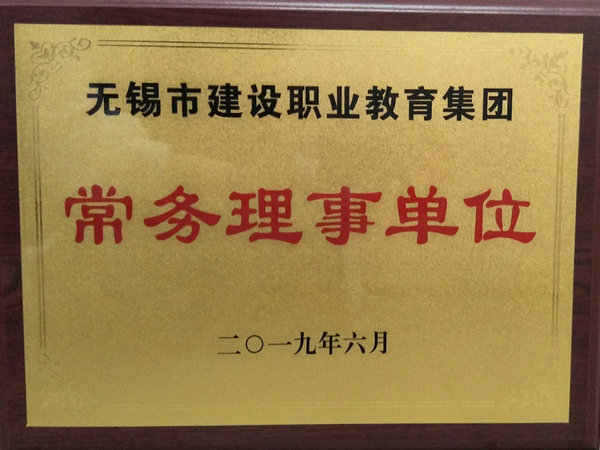 无锡市建设职业教育集团
常务理事单位
二〇一九年六月